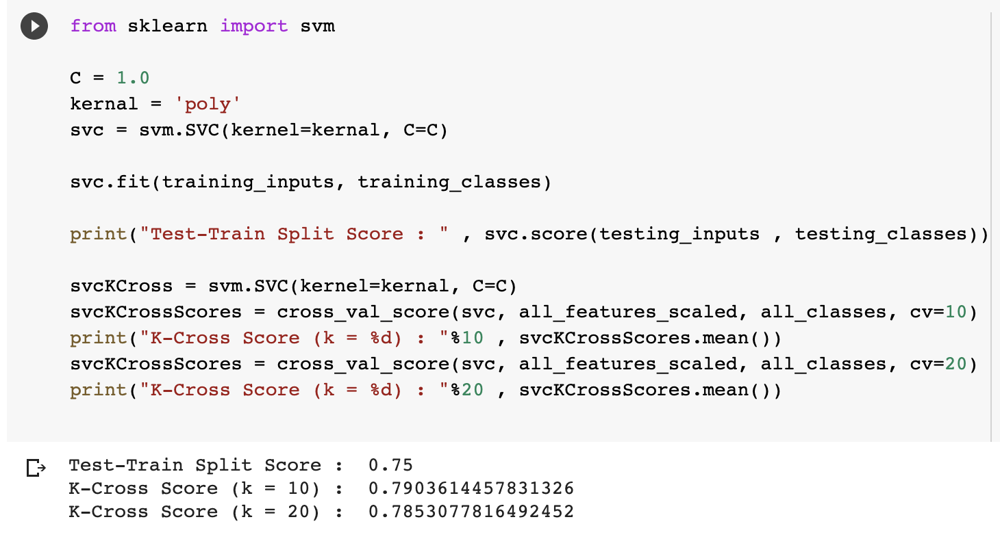 from sklearn import svm
C = 1.0
kernal = 'poly'
svc = svm.SVC(kernel=kernal, C=C)
svc.fit(training_inputs, training_classes)
print("Test-Train Split Score : " , svc.score(testing_inputs , testing_classes))
svcKCross = svm.SVC(kernel=kernal, C=C)
svcKCrossScores = cross_val_score(svc, all_features_scaled, all_classes, cv=10)
print("K-Cross Score (k = %d) : "%10 , svcKCrossScores.mean())
svcKCrossScores = cross_val_score(svc, all_features_scaled, all_classes, cv=20)
print("K-Cross Score (k = %d) : "%20 , svcKCrossScores.mean())
Test-Train Split Score :  0.75
K-Cross Score (k = 10) :  0.7903614457831326
K-Cross Score (k = 20) :  0.7853077816492452